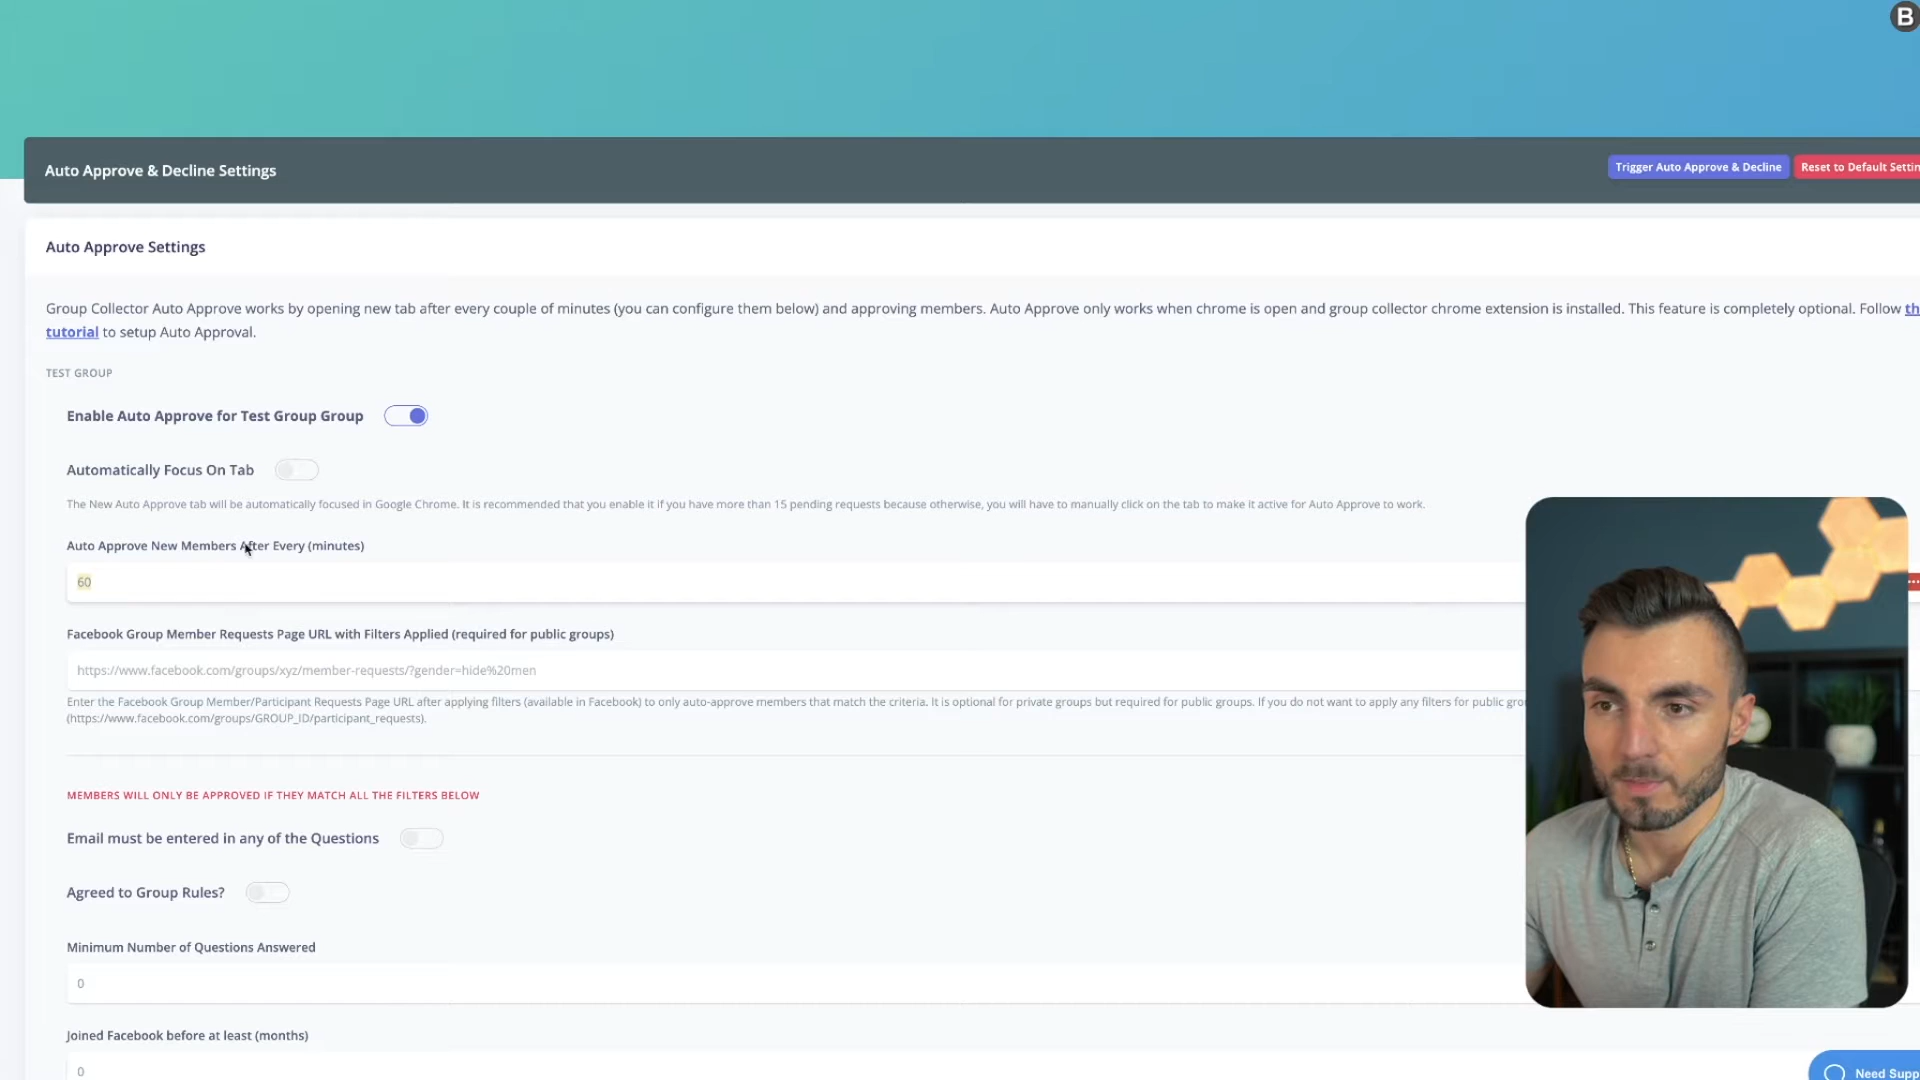 B
Auto Approve & Decline Settings
Trigger Auto Approve & Decline
Reset to Default Settin
Auto Approve Settings
Group Collector Auto Approve works by opening new tab after every couple of minutes (you can configure them below) and approving members. Auto Approve only works when chrome is open and group collector chrome extension is installed. This feature is completely optional. Follow th
tutorial to setup Auto Approval.
TEST GROUP
Enable Auto Approve for Test Group Group
Automatically Focus On Tab
The New Auto Approve tab will be automatically focused in Google Chrome. It is recommended that you enable it if you have more than 15 pending requests because otherwise, you will have to manually click on the tab to make it active for Auto Approve to work.
Auto Approve New Members After Every (minutes)
60
Facebook Group Member Requests Page URL with Filters Applied (required for public groups)
https://www.facebook.com/groups/xyz/member-requests/?gender=hide%20men
Enter the Facebook Group Member/Participant Requests Page URL after applying filters (available in Facebook) to only auto-approve members that match the criteria. It is optional for private groups but required for public groups. If you do not want to apply any filters for public grou
(https://www.facebook.com/groups/GROUP_ID/participant_requests).
MEMBERS WILL ONLY BE APPROVED IF THEY MATCH ALL THE FILTERS BELOW
Email must be entered in any of the Questions
Agreed to Group Rules?
Minimum Number of Questions Answered
0
Joined Facebook before at least (months)
0
Need Supp